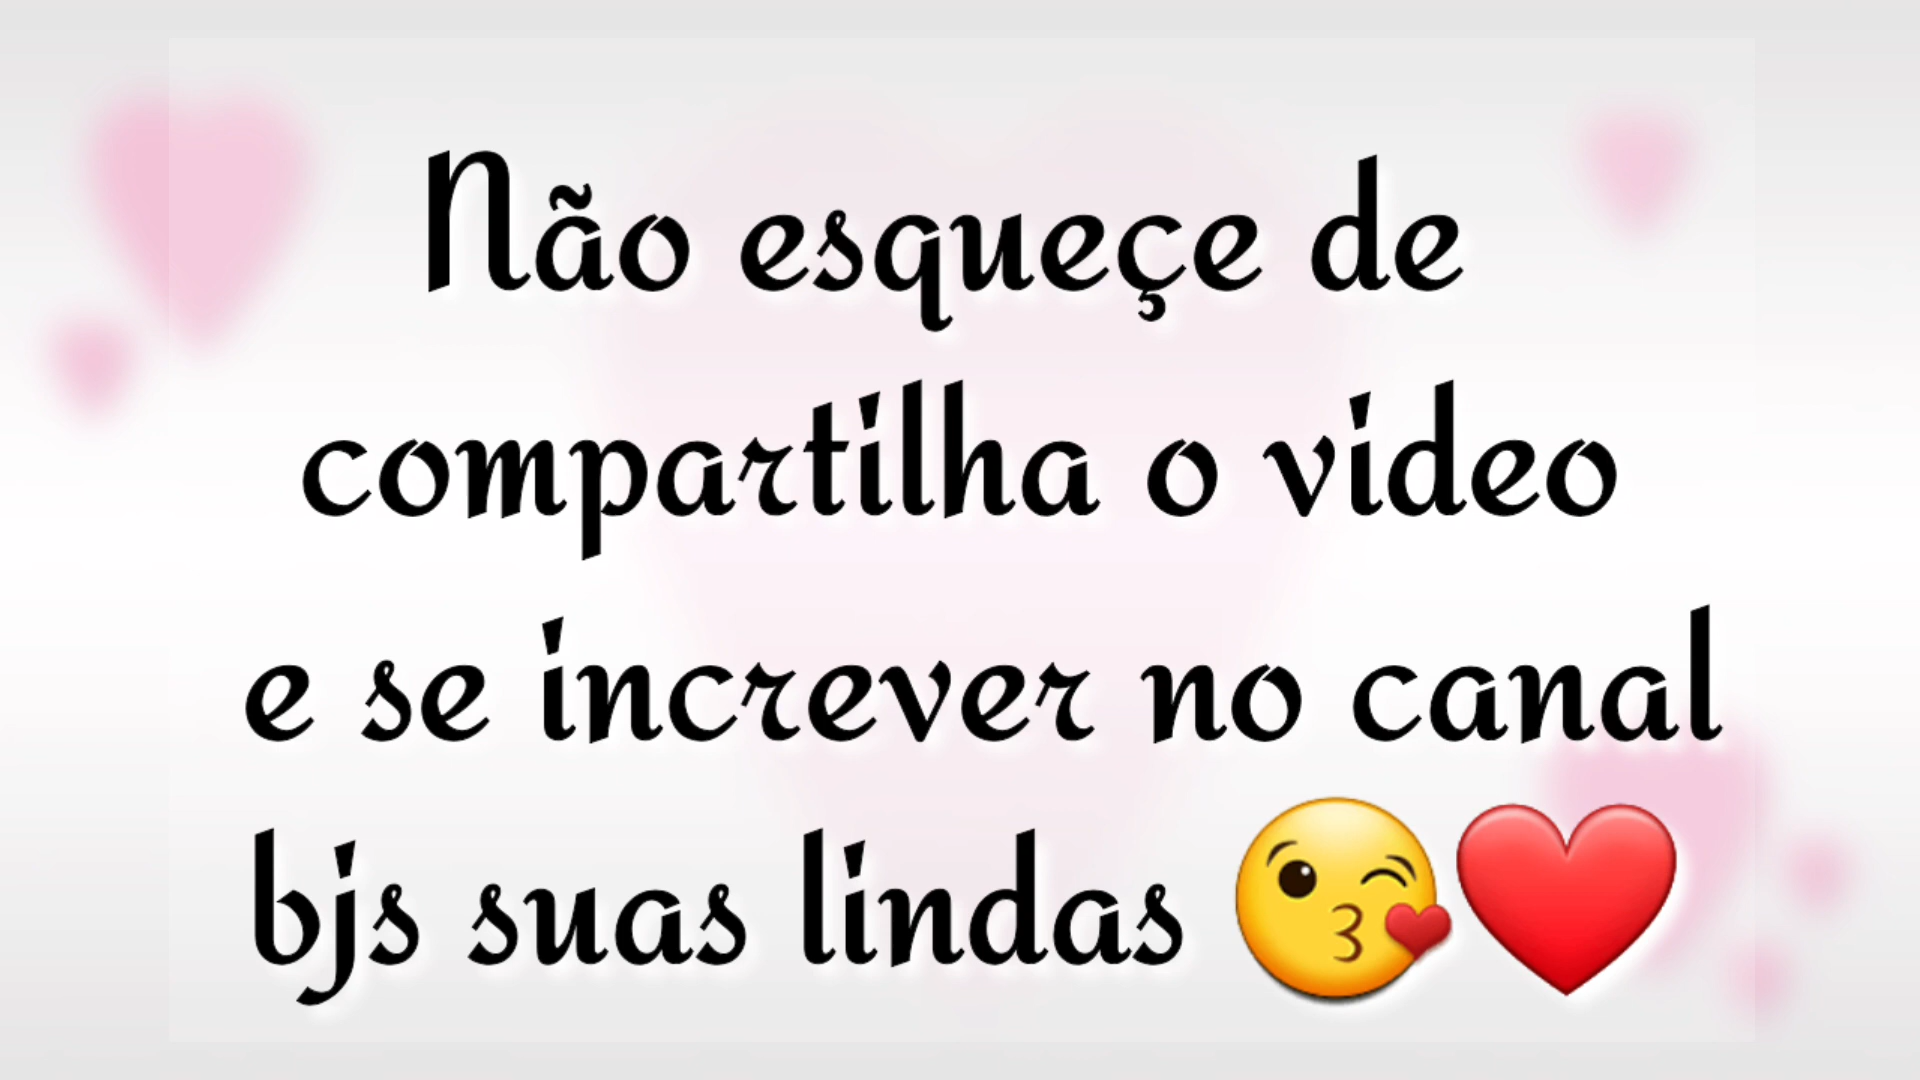 Não esqueçe de
compartilha o video
e se increver no canal
bjs suas lindas 😘❤️